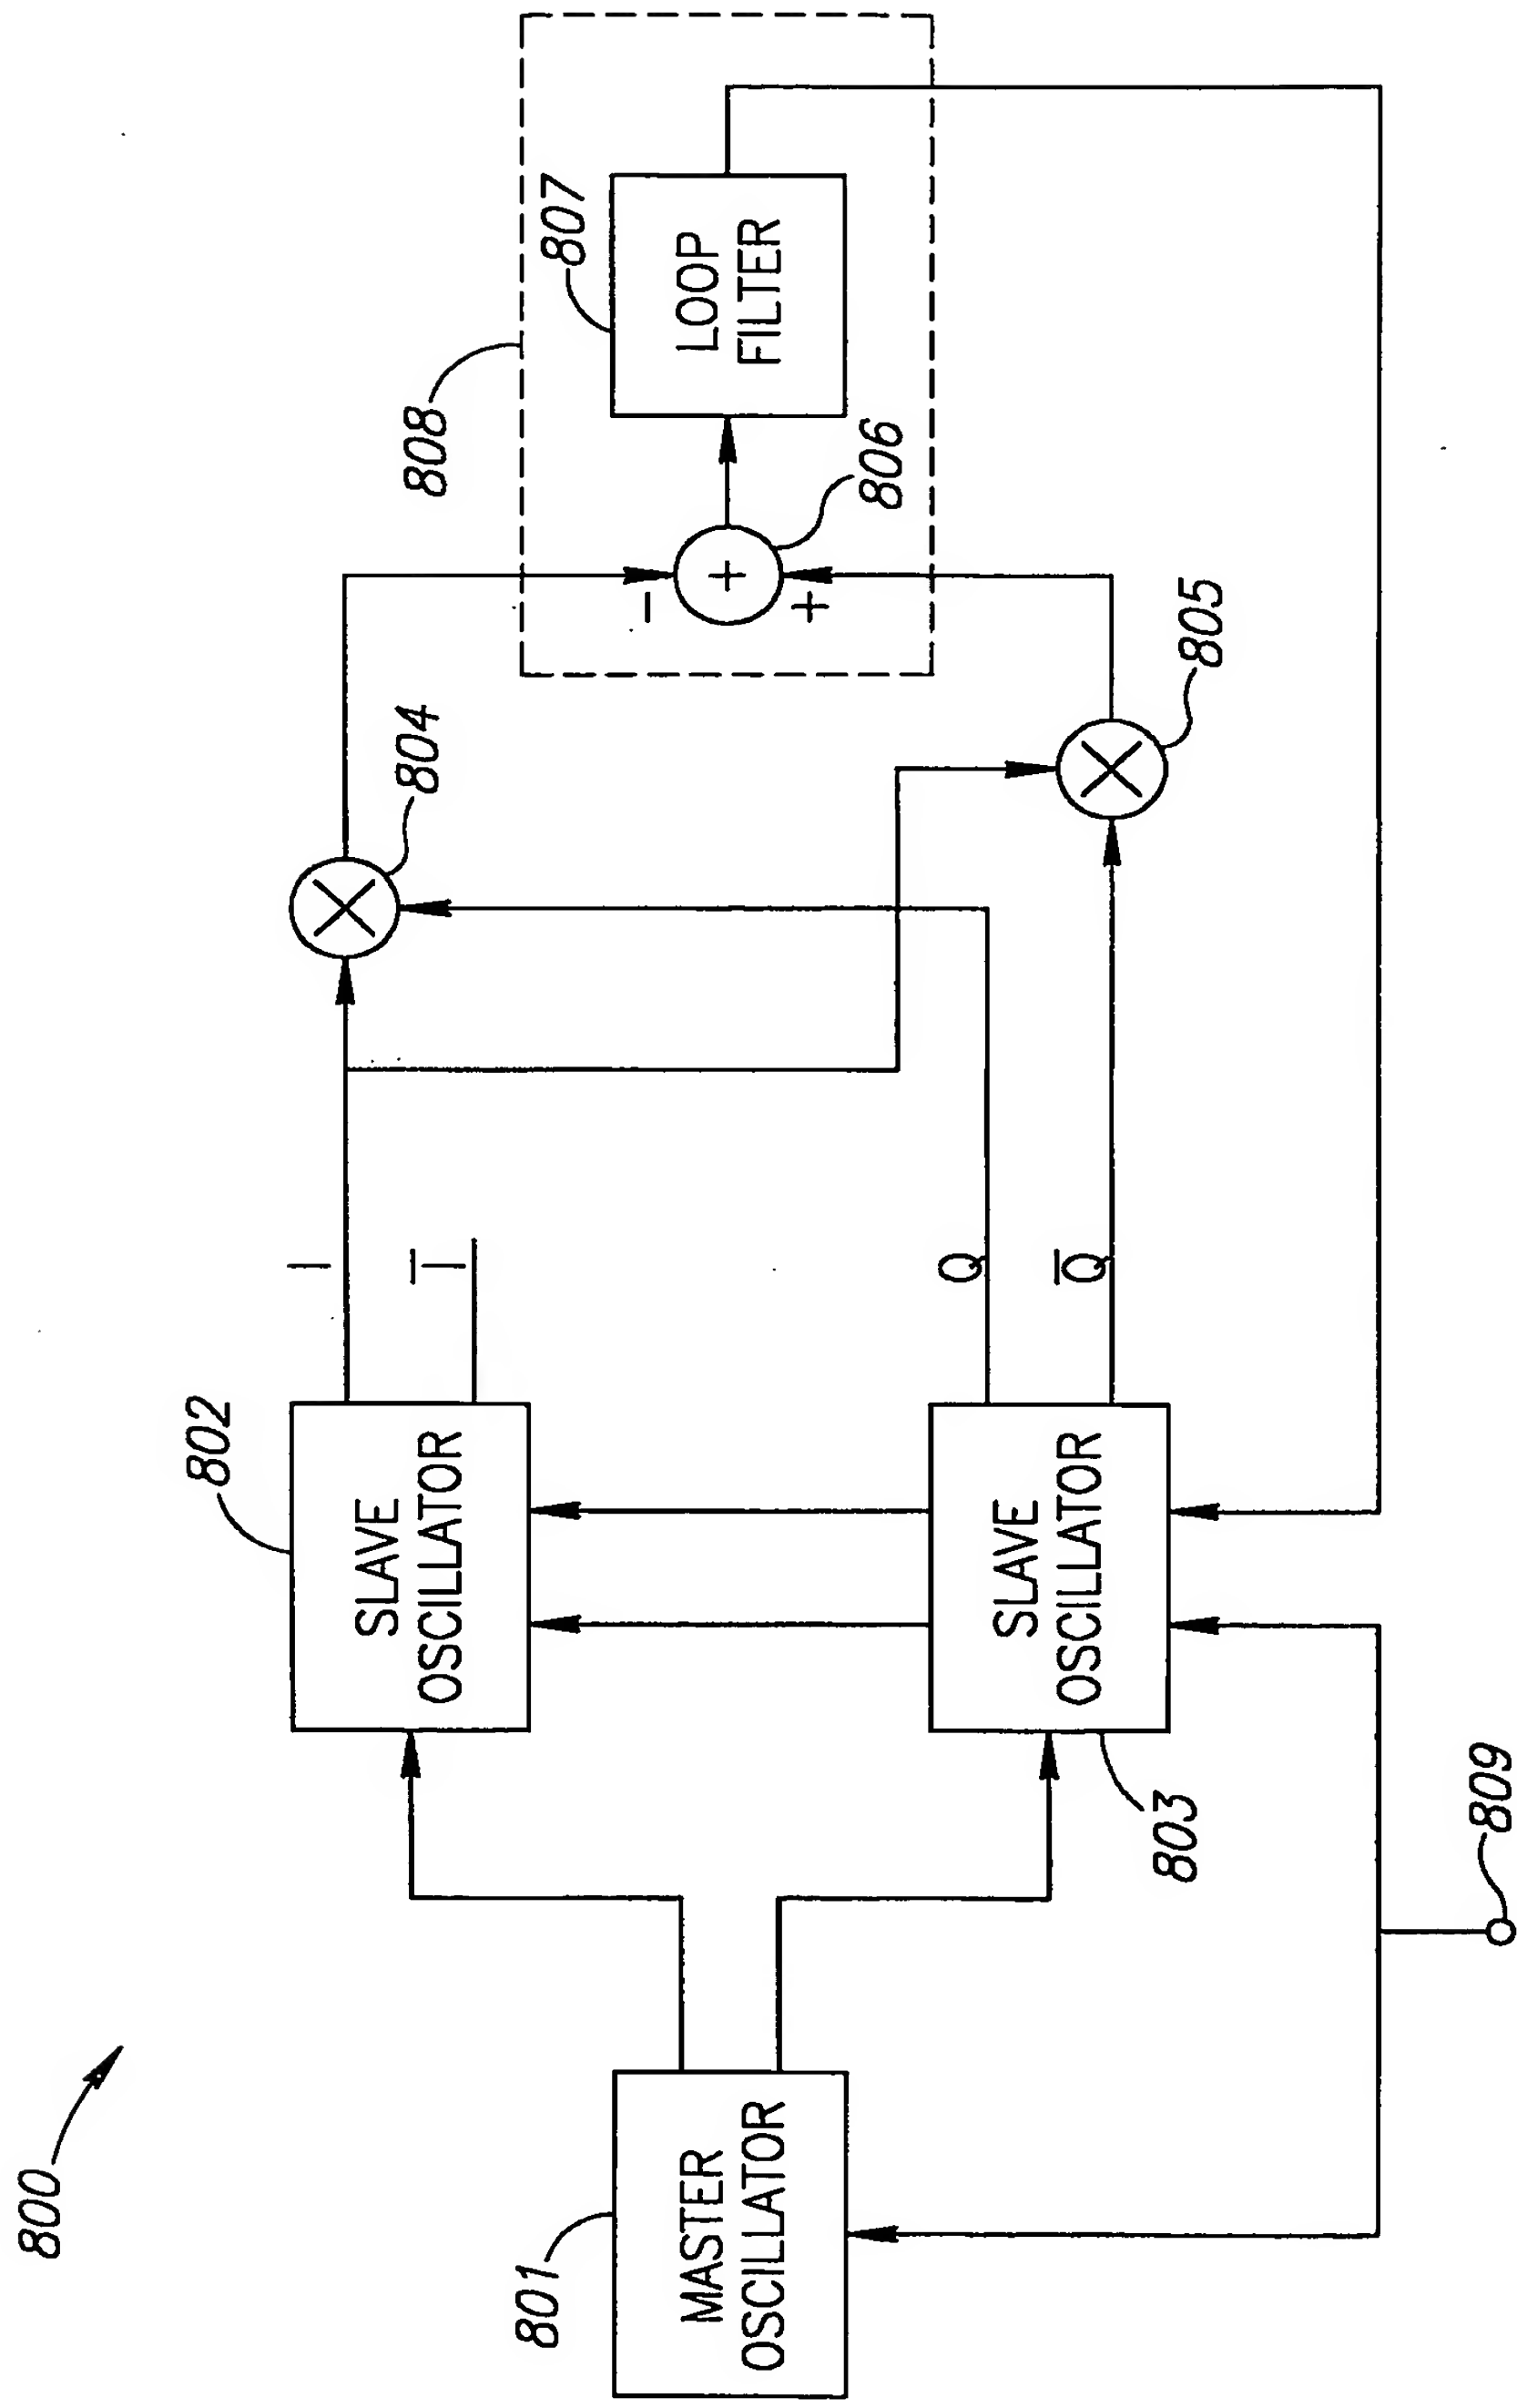 800
801
MASTER
OSCILLATOR
802
SLAVE
OSCILLATOR
803
SLAVE
OSCILLATOR
809
I
I̅
Q
Q̅
804
805
808
−
+
+
806
807
LOOP
FILTER